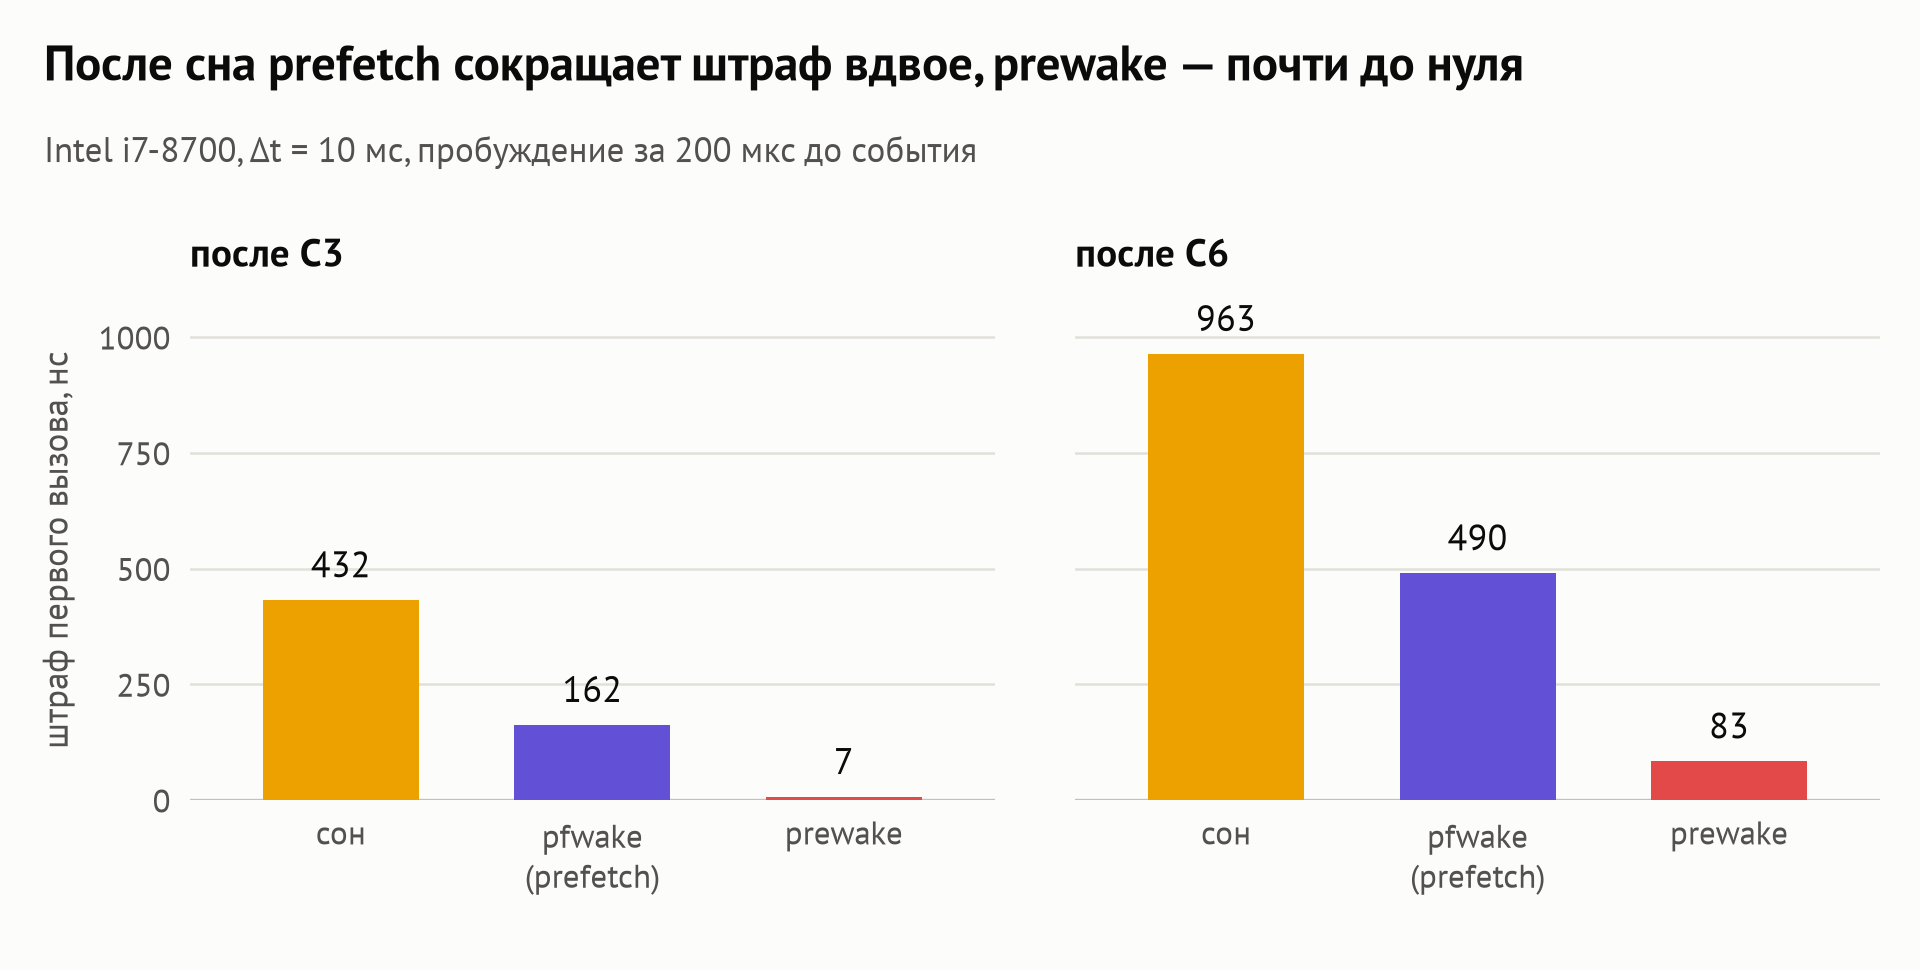 После сна prefetch сокращает штраф вдвое, prewake — почти до нуля
Intel i7-8700, Δt = 10 мс, пробуждение за 200 мкс до события
после C3
штраф первого вызова, нс
1000
750
500
250
0
432
162
7
сон
pfwake
(prefetch)
prewake
после C6
963
490
83
сон
pfwake
(prefetch)
prewake